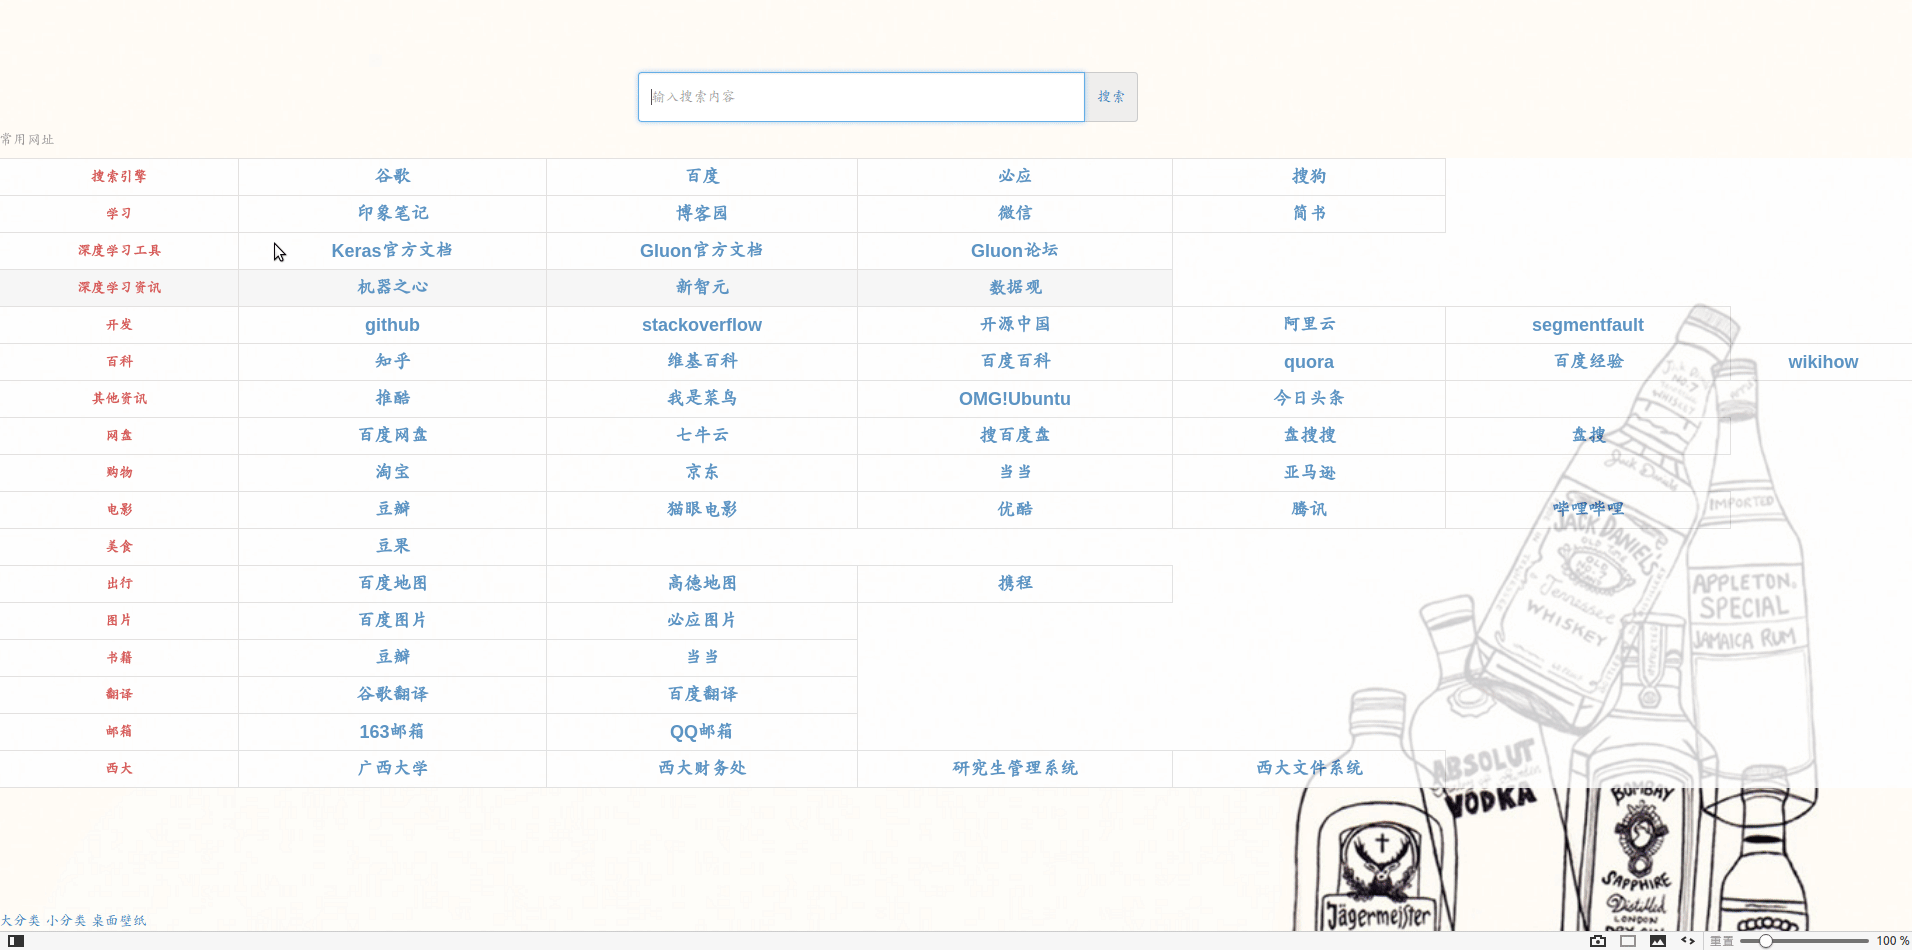 输入搜索内容 搜索
常用网址
搜索引擎 谷歌 百度 必应 搜狗
学习 印象笔记 博客园 微信 简书
深度学习工具 Keras官方文档 Gluon官方文档 Gluon论坛
深度学习资讯 机器之心 新智元 数据观
开发 github stackoverflow 开源中国 阿里云 segmentfault
百科 知乎 维基百科 百度百科 quora 百度经验 wikihow
其他资讯 推酷 我是菜鸟 OMG!Ubuntu 今日头条
网盘 百度网盘 七牛云 搜百度盘 盘搜搜 盘搜
购物 淘宝 京东 当当 亚马逊
电影 豆瓣 猫眼电影 优酷 腾讯 哔哩哔哩
美食 豆果
出行 百度地图 高德地图 携程
图片 百度图片 必应图片
书籍 豆瓣 当当
翻译 谷歌翻译 百度翻译
邮箱 163邮箱 QQ邮箱
西大 广西大学 西大财务处 研究生管理系统 西大文件系统
NO.7
WHISKEY
IMPORTED
JACK DANIEL'S
OLD
NO.7
Tennessee
WHISKEY
APPLETON.
SPECIAL
JAMAICA RUM
ABSOLUT
VODKA
BOMBAY
SAPPHIRE
Distilled
LONDON
DRY GIN
Jägermeister
大分类 小分类 桌面壁纸
重置 100 %